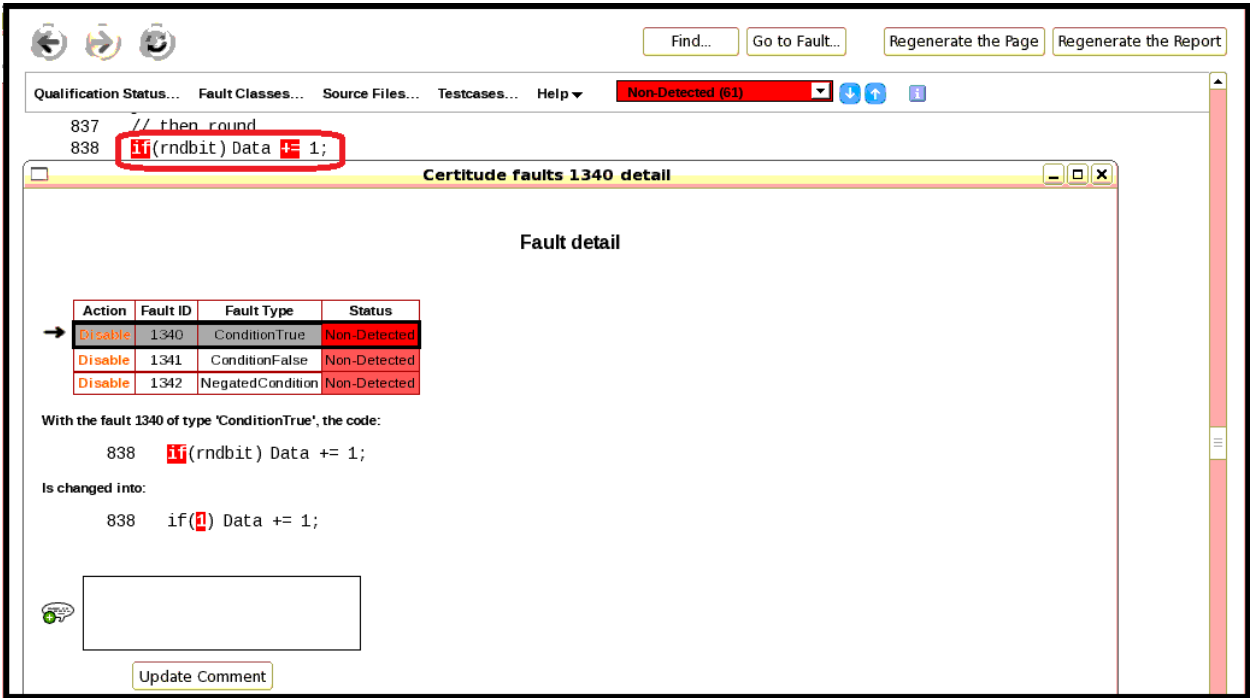 Find... Go to Fault... Regenerate the Page Regenerate the Report
Qualification Status... Fault Classes... Source Files... Testcases... Help Non-Detected (61)
837 // then round
838 if(rndbit) Data += 1;
Certitude faults 1340 detail
Fault detail
Action Fault ID Fault Type Status
Disable 1340 ConditionTrue Non-Detected
Disable 1341 ConditionFalse Non-Detected
Disable 1342 NegatedCondition Non-Detected
With the fault 1340 of type 'ConditionTrue', the code:
838 if(rndbit) Data += 1;
Is changed into:
838 if(1) Data += 1;
Update Comment